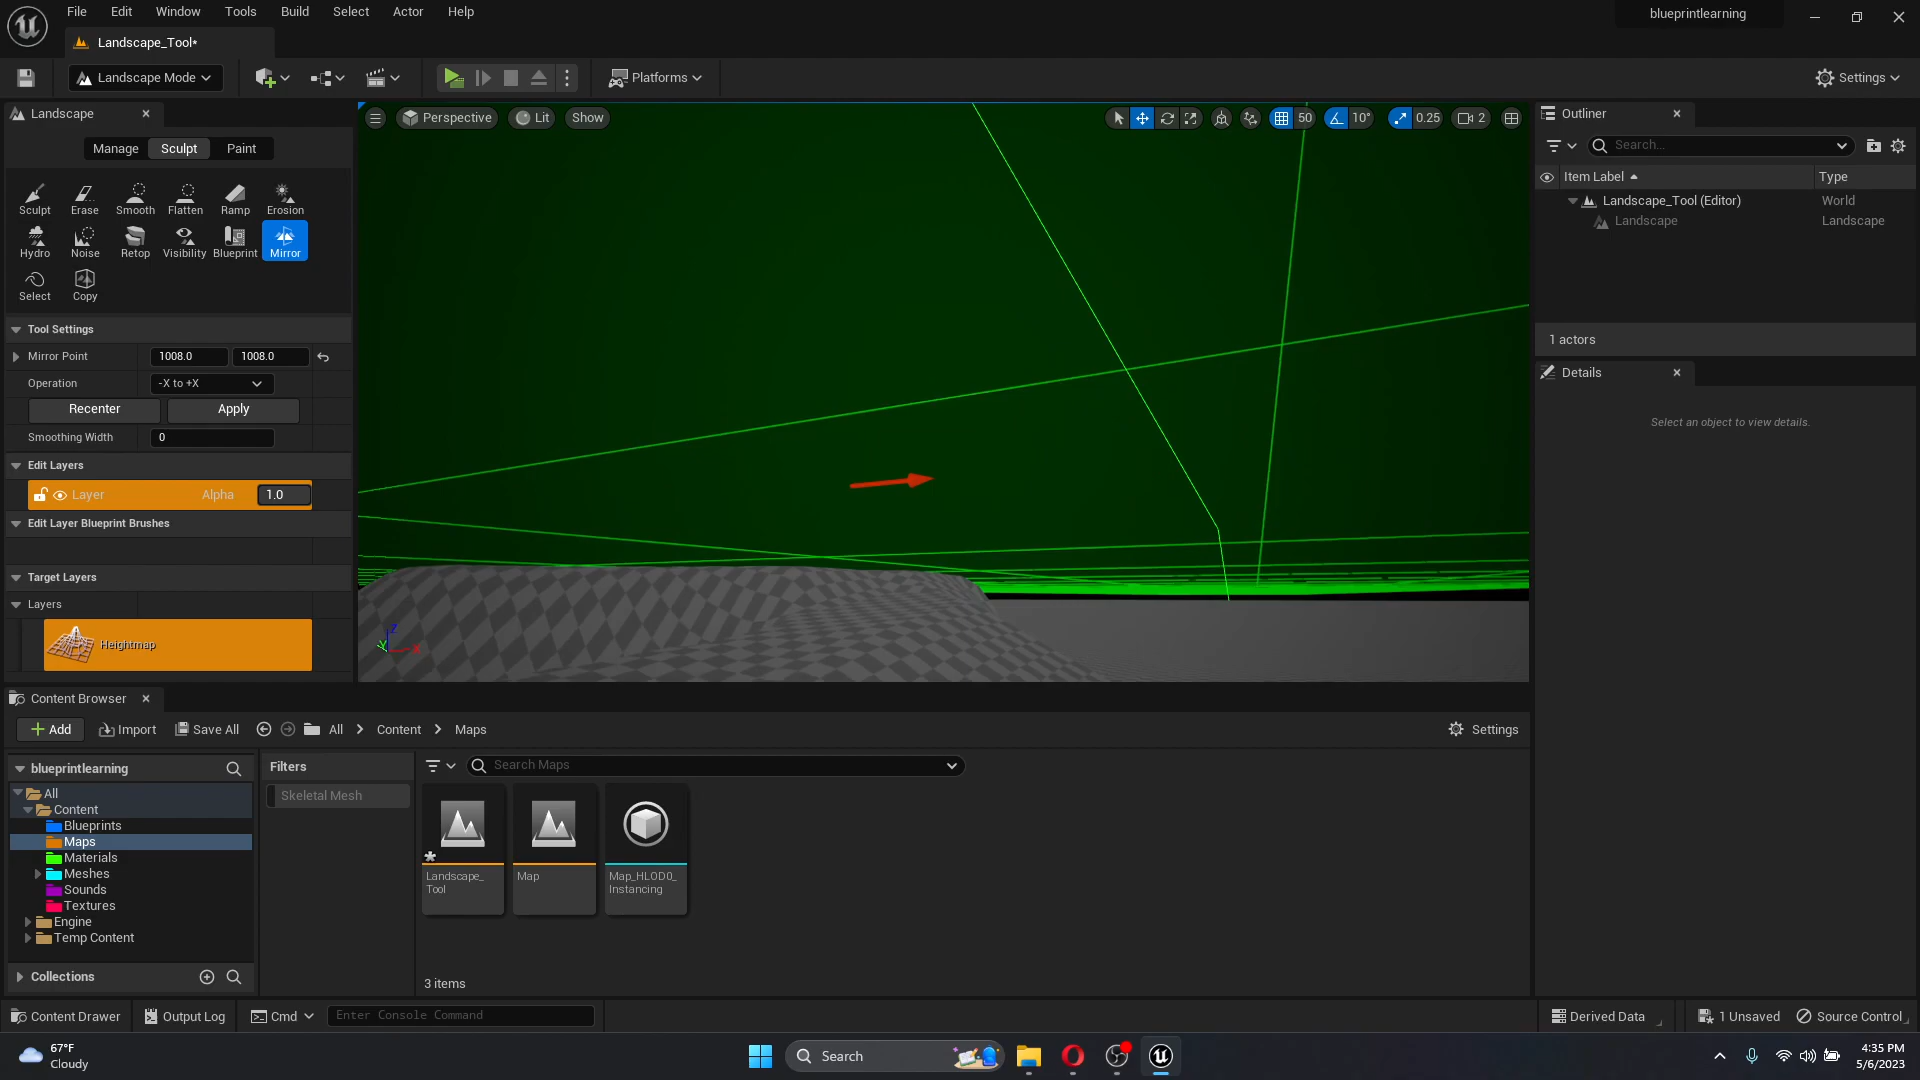 File Edit Window Tools Build Select Actor Help
blueprintlearning
Landscape_Tool*
Landscape Mode
Platforms
Settings
Landscape
Manage Sculpt Paint
Sculpt Erase Smooth Flatten Ramp Erosion
Hydro Noise Retop Visibility Blueprint Mirror
Select Copy
Tool Settings
Mirror Point 1008.0 1008.0
Operation -X to +X
Recenter Apply
Smoothing Width 0
Edit Layers
Layer Alpha 1.0
Edit Layer Blueprint Brushes
Target Layers
Layers
Heightmap
Perspective Lit Show
50 10° 0.25 2
Z
Y X
Outliner
Search...
Item Label Type
Landscape_Tool (Editor) World
Landscape Landscape
1 actors
Details
Select an object to view details.
Content Browser
Add Import Save All All Content Maps
Settings
blueprintlearning
All
Content
Blueprints
Maps
Materials
Meshes
Sounds
Textures
Engine
Temp Content
Collections
Filters
Skeletal Mesh
Search Maps
Landscape_
Tool
Map
Map_HLOD0_
Instancing
3 items
Content Drawer Output Log Cmd Enter Console Command
Derived Data 1 Unsaved Source Control
67°F
Cloudy
Search
4:35 PM
5/6/2023